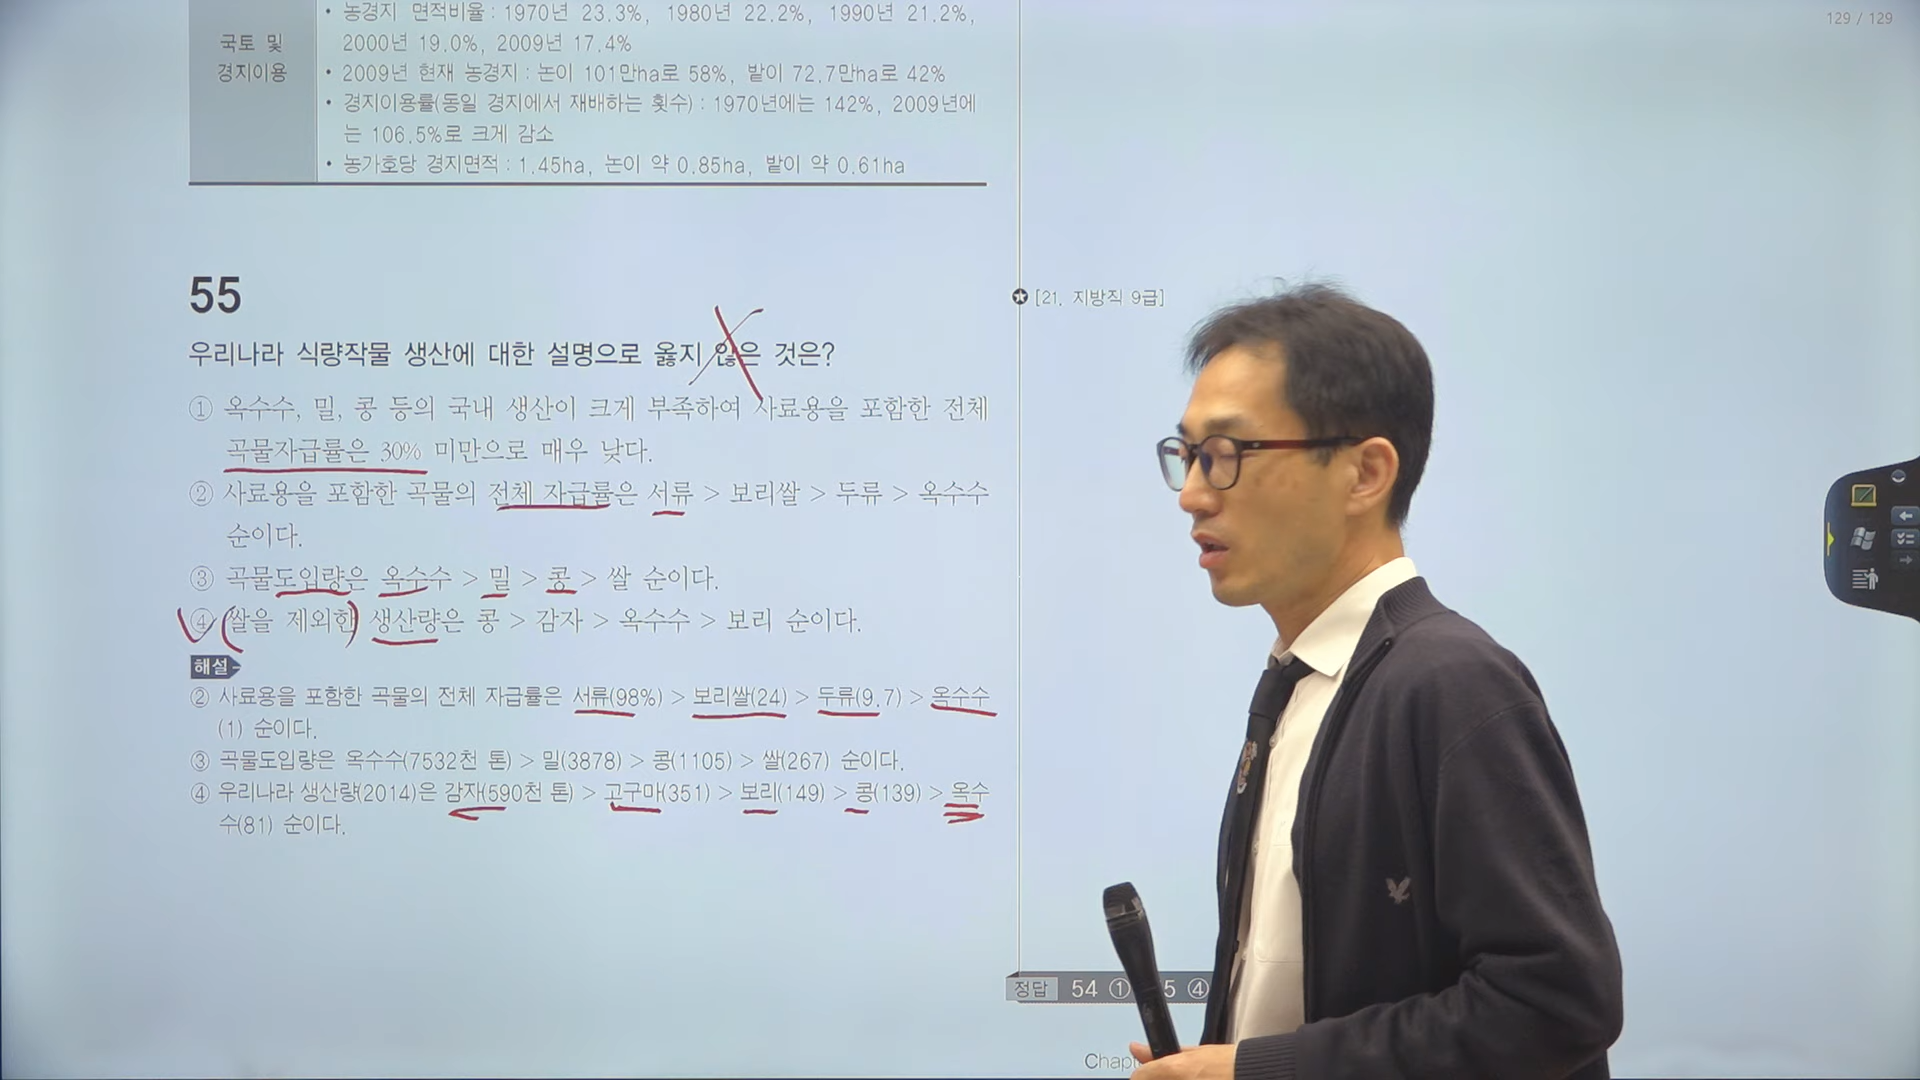 129 / 129
국토 및
경지이용
• 농경지 면적비율 : 1970년 23.3%, 1980년 22.2%, 1990년 21.2%,
2000년 19.0%, 2009년 17.4%
• 2009년 현재 농경지 : 논이 101만ha로 58%, 밭이 72.7만ha로 42%
• 경지이용률(동일 경지에서 재배하는 횟수) : 1970년에는 142%, 2009년에
는 106.5%로 크게 감소
• 농가호당 경지면적 : 1.45ha, 논이 약 0.85ha, 밭이 약 0.61ha
55
[21. 지방직 9급]
우리나라 식량작물 생산에 대한 설명으로 옳지 않은 것은?
① 옥수수, 밀, 콩 등의 국내 생산이 크게 부족하여 사료용을 포함한 전체
곡물자급률은 30% 미만으로 매우 낮다.
② 사료용을 포함한 곡물의 전체 자급률은 서류 > 보리쌀 > 두류 > 옥수수
순이다.
③ 곡물도입량은 옥수수 > 밀 > 콩 > 쌀 순이다.
④ 쌀을 제외한 생산량은 콩 > 감자 > 옥수수 > 보리 순이다.
해설
② 사료용을 포함한 곡물의 전체 자급률은 서류(98%) > 보리쌀(24) > 두류(9.7) > 옥수수
(1) 순이다.
③ 곡물도입량은 옥수수(7532천 톤) > 밀(3878) > 콩(1105) > 쌀(267) 순이다.
④ 우리나라 생산량(2014)은 감자(590천 톤) > 고구마(351) > 보리(149) > 콩(139) > 옥수
수(81) 순이다.
정답 54 ① 5 ④